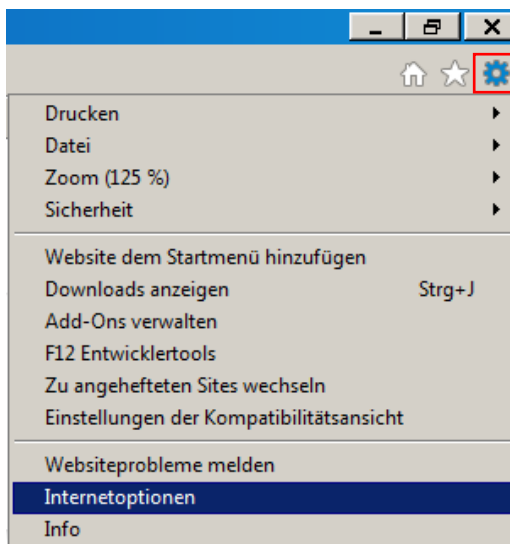 Drucken
Datei
Zoom (125 %)
Sicherheit
Website dem Startmenü hinzufügen
Downloads anzeigen Strg+J
Add-Ons verwalten
F12 Entwicklertools
Zu angehefteten Sites wechseln
Einstellungen der Kompatibilitätsansicht
Websiteprobleme melden
Internetoptionen
Info